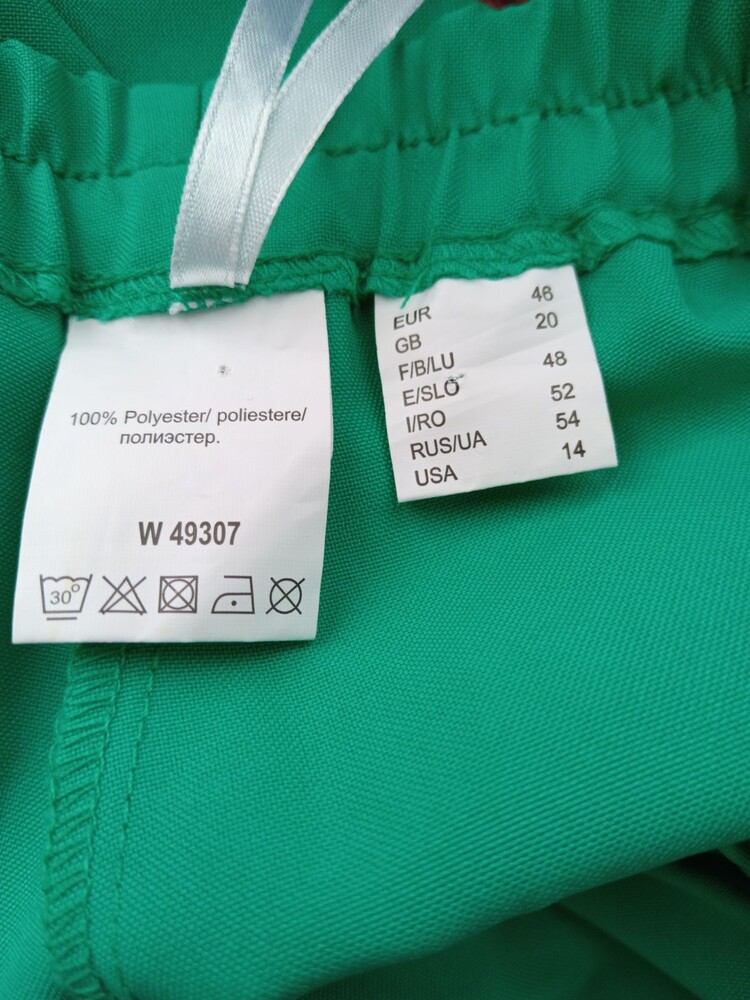 100% Polyester/ poliestere/
полиэстер.
W 49307
30°
EUR 46
GB 20
F/B/LU
E/SLO 48
I/RO 52
RUS/UA 54
USA 14